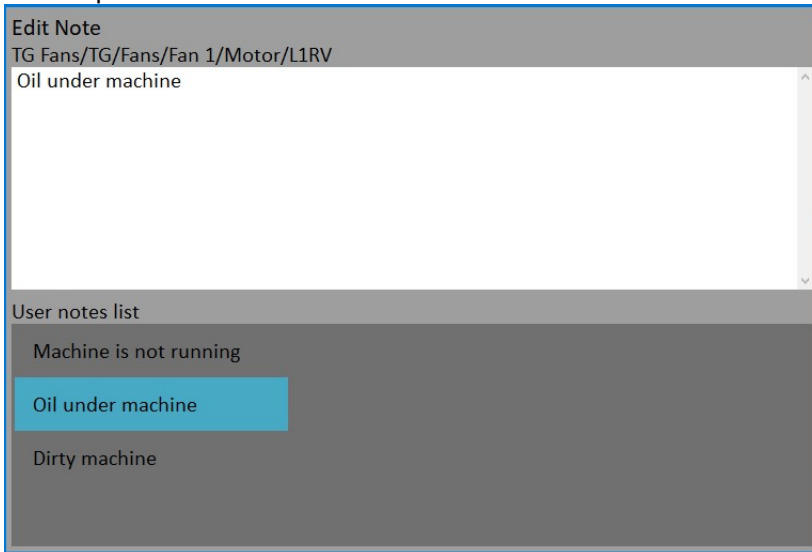 Edit Note
TG Fans/TG/Fans/Fan 1/Motor/L1RV
Oil under machine
User notes list
Machine is not running
Oil under machine
Dirty machine